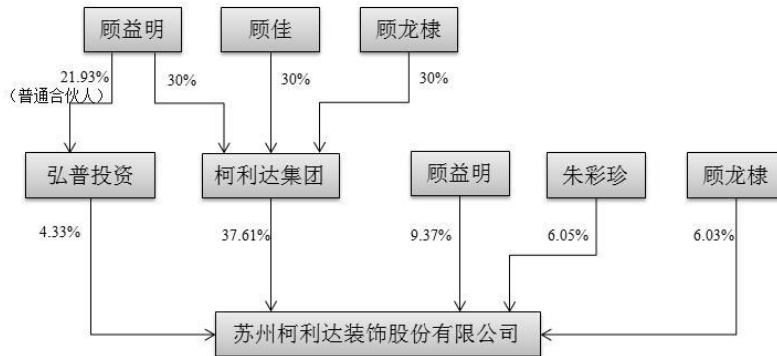 顾益明
顾佳
顾龙棣
21.93%
（普通合伙人）
30%
30%
30%
弘普投资
柯利达集团
顾益明
朱彩珍
顾龙棣
4.33%
37.61%
9.37%
6.05%
6.03%
苏州柯利达装饰股份有限公司